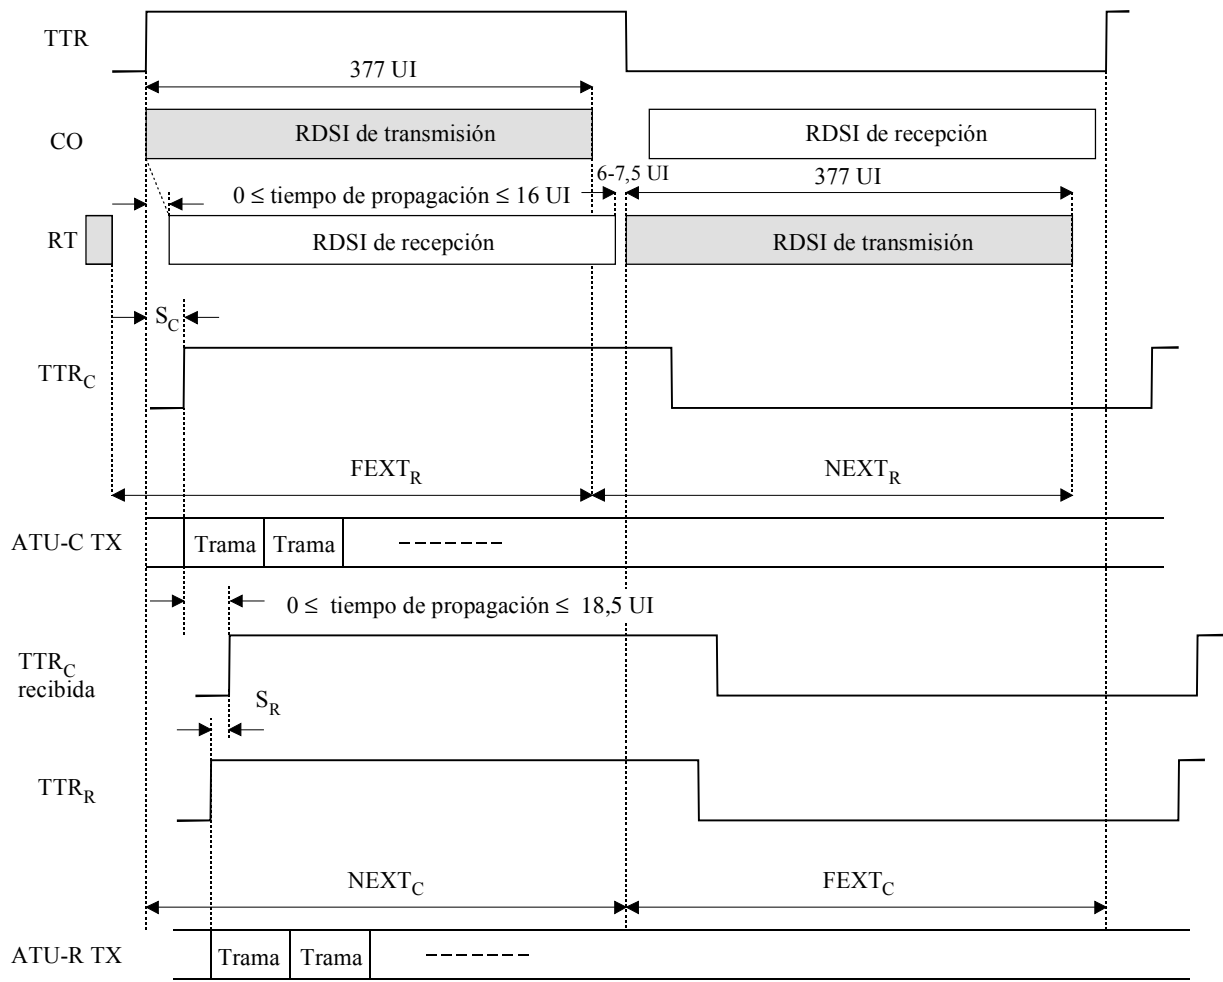 TTR
377 UI
CO
RDSI de transmisión
RDSI de recepción
6-7,5 UI
377 UI
0 ≤ tiempo de propagación ≤ 16 UI
RT
RDSI de recepción
RDSI de transmisión
S_C
TTR_C
FEXT_R
NEXT_R
ATU-C TX
Trama
Trama
0 ≤ tiempo de propagación ≤ 18,5 UI
TTR_C
recibida
S_R
TTR_R
NEXT_C
FEXT_C
ATU-R TX
Trama
Trama